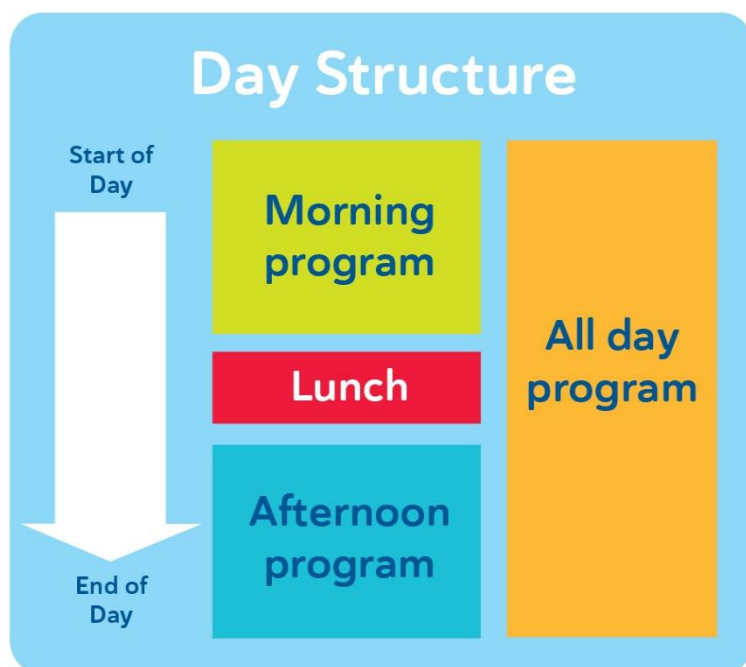 Day Structure
Start of
Day
Morning
program
Lunch
Afternoon
program
All day
program
End of
Day